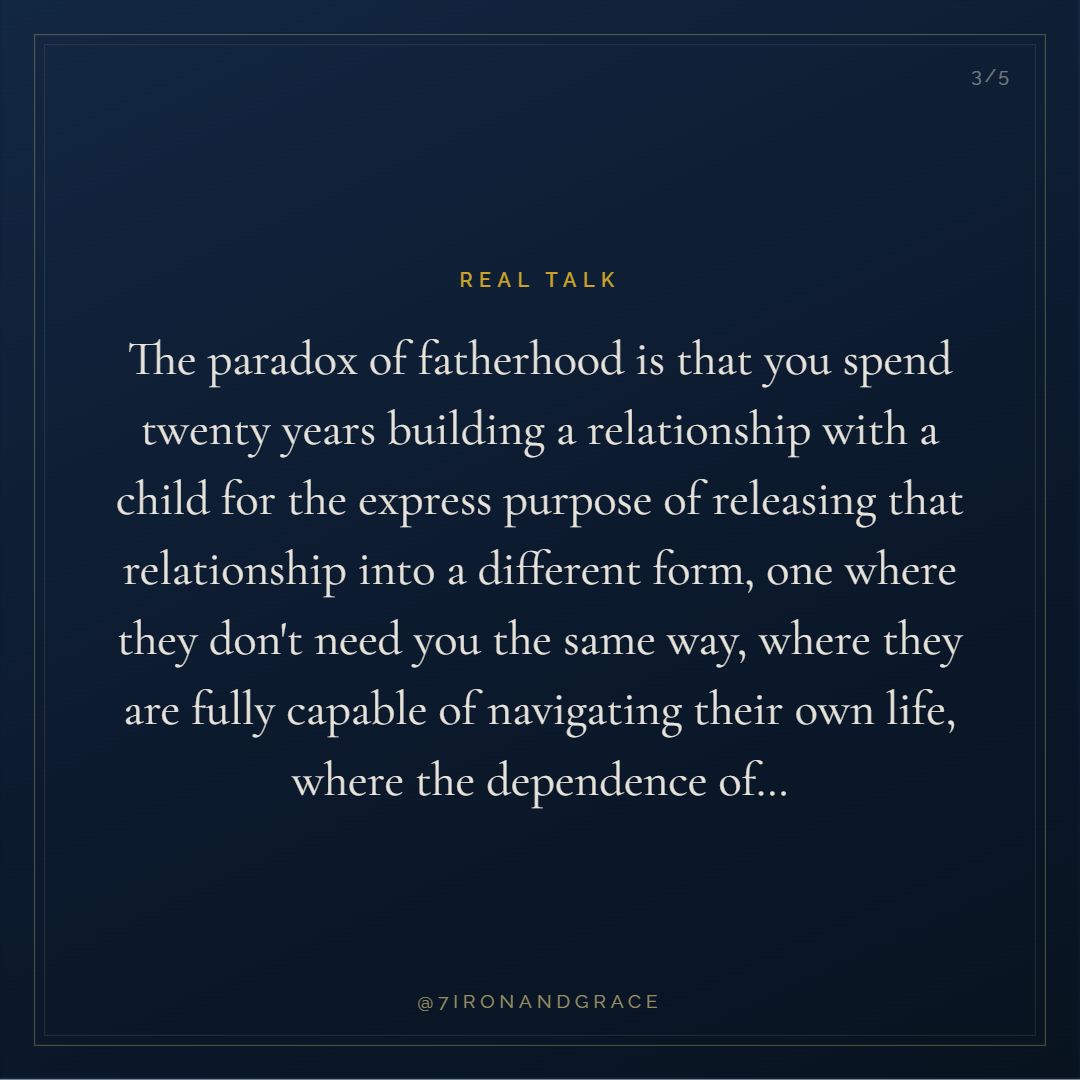 3/5
REAL TALK
The paradox of fatherhood is that you spend
twenty years building a relationship with a
child for the express purpose of releasing that
relationship into a different form, one where
they don't need you the same way, where they
are fully capable of navigating their own life,
where the dependence of...
@7IRONANDGRACE